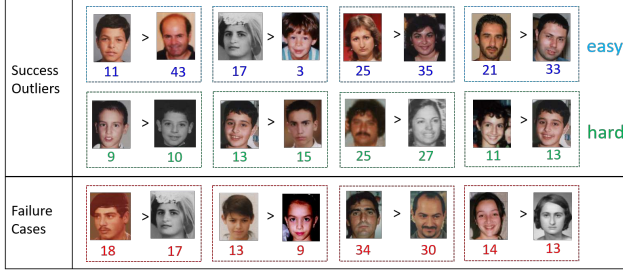 > > > >
11 43 17 3 25 35 21 33
easy
Success
Outliers
> > > >
9 10 13 15 25 27 11 13
hard
Failure
Cases
> > > >
18 17 13 9 34 30 14 13